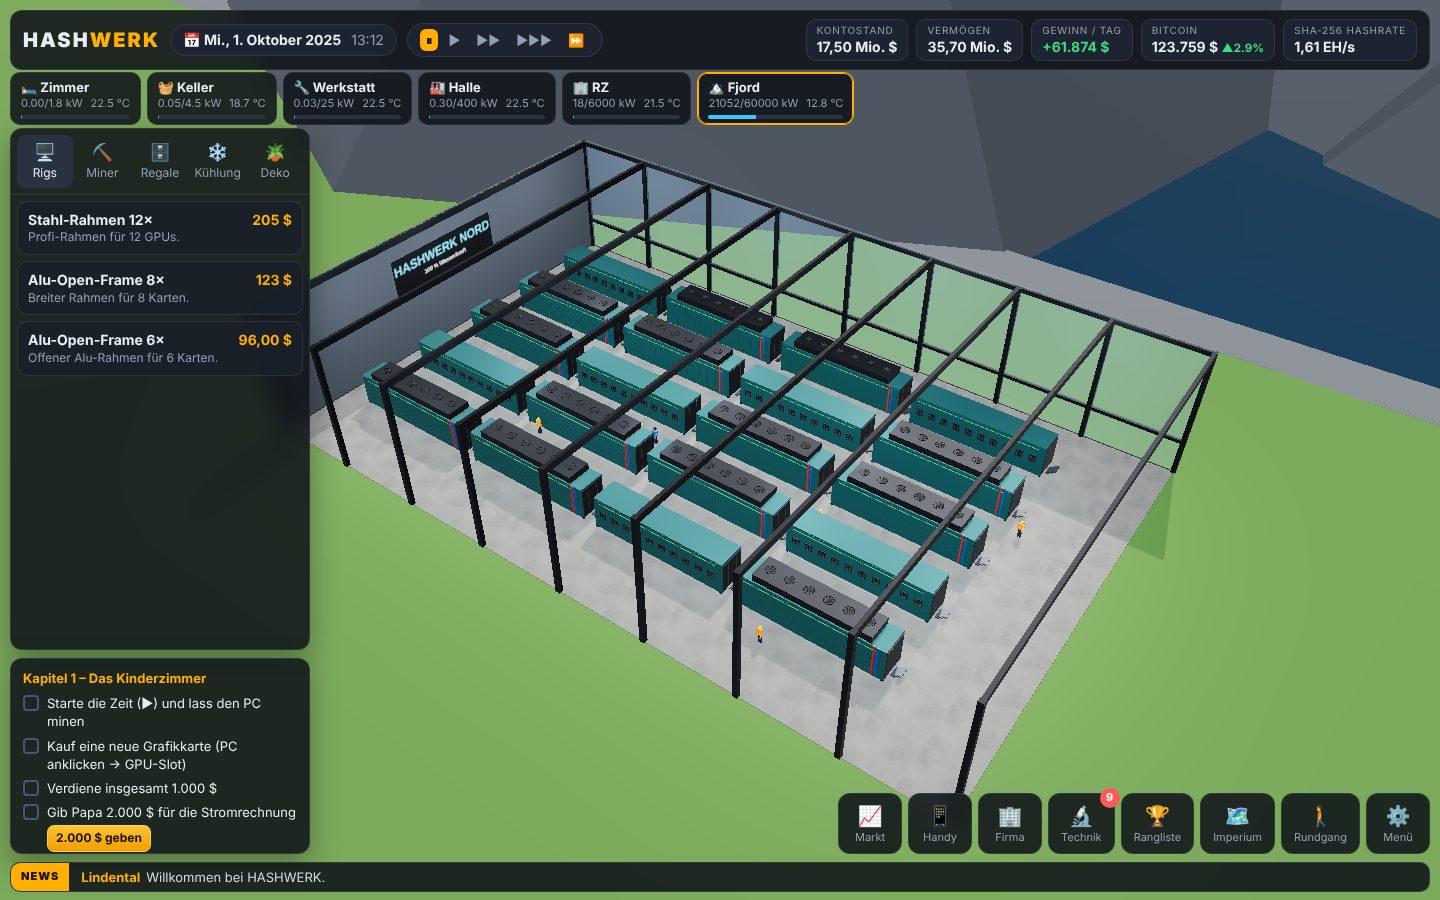 HASHWERK
Mi., 1. Oktober 2025 13:12
KONTOSTAND
17,50 Mio. $
VERMÖGEN
35,70 Mio. $
GEWINN / TAG
+61.874 $
BITCOIN
123.759 $ ▲2.9%
SHA-256 HASHRATE
1,61 EH/s
Zimmer
0.00/1.8 kW 22.5 °C
Keller
0.05/4.5 kW 18.7 °C
Werkstatt
0.03/25 kW 22.5 °C
Halle
0.30/400 kW 22.5 °C
RZ
18/6000 kW 21.5 °C
Fjord
21052/60000 kW 12.8 °C
Rigs
Miner
Regale
Kühlung
Deko
Stahl-Rahmen 12× 205 $
Profi-Rahmen für 12 GPUs.
Alu-Open-Frame 8× 123 $
Breiter Rahmen für 8 Karten.
Alu-Open-Frame 6× 96,00 $
Offener Alu-Rahmen für 6 Karten.
HASHWERK NORD
100 % Wasserkraft
Kapitel 1 – Das Kinderzimmer
Starte die Zeit (▶) und lass den PC
minen
Kauf eine neue Grafikkarte (PC
anklicken → GPU-Slot)
Verdiene insgesamt 1.000 $
Gib Papa 2.000 $ für die Stromrechnung
2.000 $ geben
Markt
Handy
Firma
9
Technik
Rangliste
Imperium
Rundgang
Menü
NEWS Lindental Willkommen bei HASHWERK.